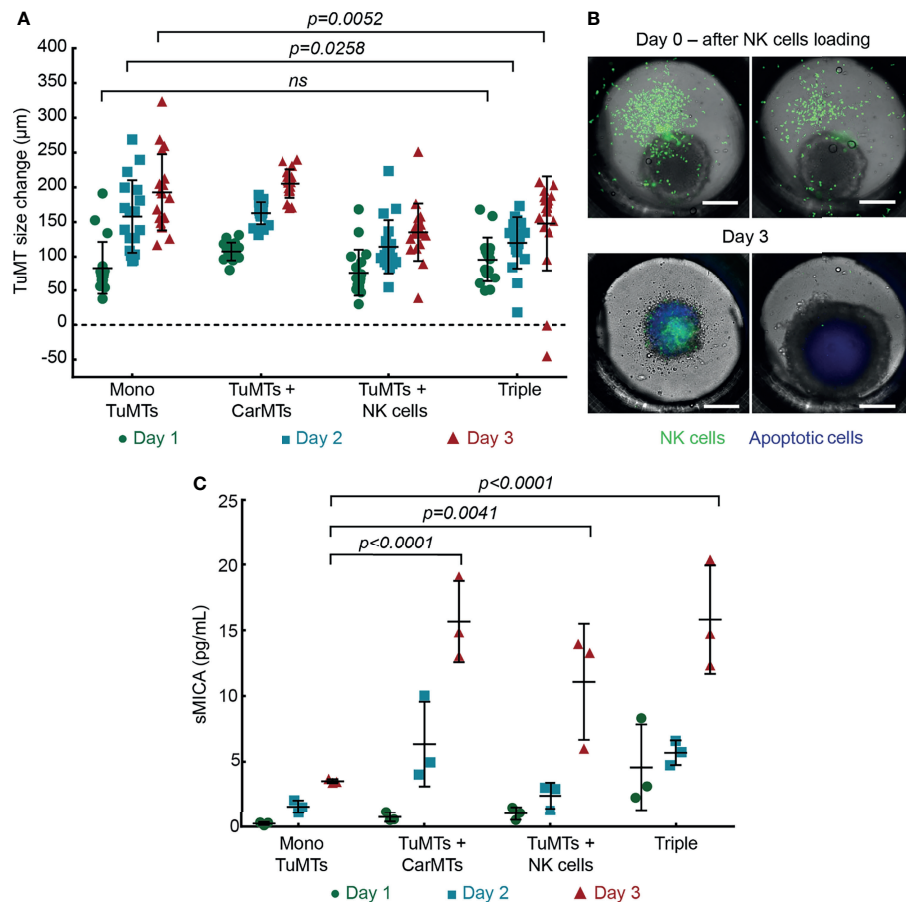 A
p=0.0052
p=0.0258
ns
TuMT size change (µm)
400
350
300
250
200
150
100
50
0
-50
Mono
TuMTs
TuMTs +
CarMTs
TuMTs +
NK cells
Triple
Day 1
Day 2
Day 3
B
Day 0 – after NK cells loading
Day 3
NK cells
Apoptotic cells
C
p<0.0001
p=0.0041
p<0.0001
sMICA (pg/mL)
25
20
15
10
5
0
Mono
TuMTs
TuMTs +
CarMTs
TuMTs +
NK cells
Triple
Day 1
Day 2
Day 3